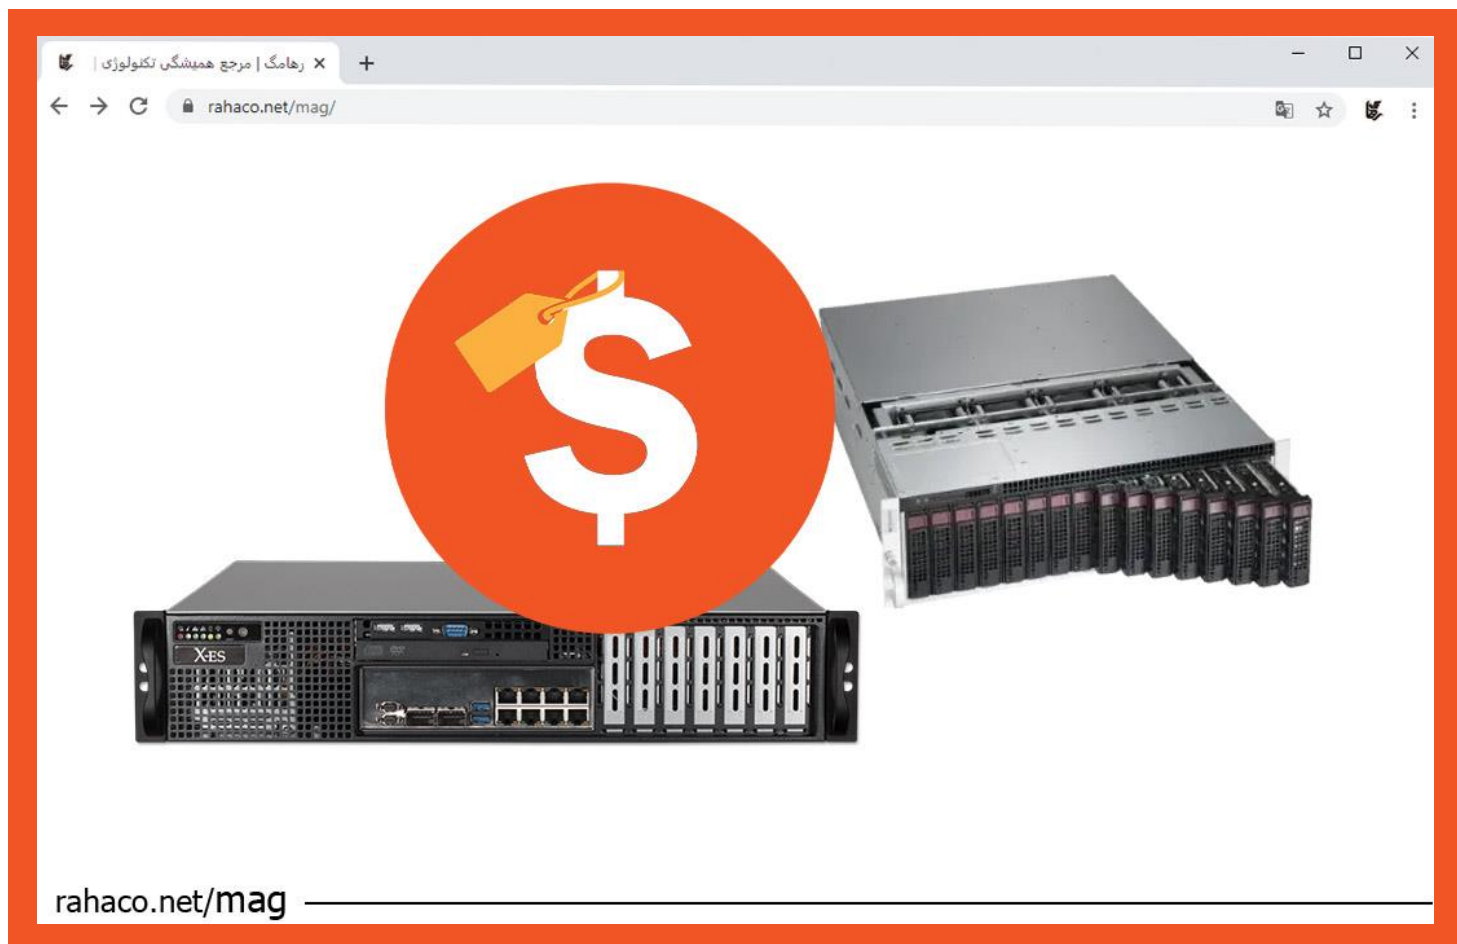 رهامگ | مرجع همیشگی تکنولوژی |
rahaco.net/mag/
$
X-ES
rahaco.net/mag